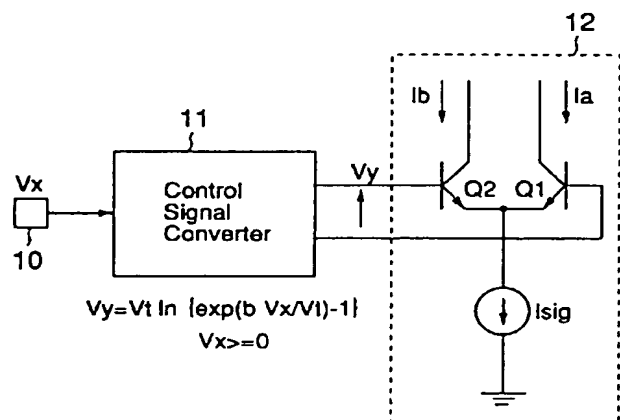 12
11
Ib
Ia
Vx
Control
Signal
Converter
Vy
Q2
Q1
10
Vy=Vt ln {exp(b Vx/Vt)-1}
Vx>=0
Isig